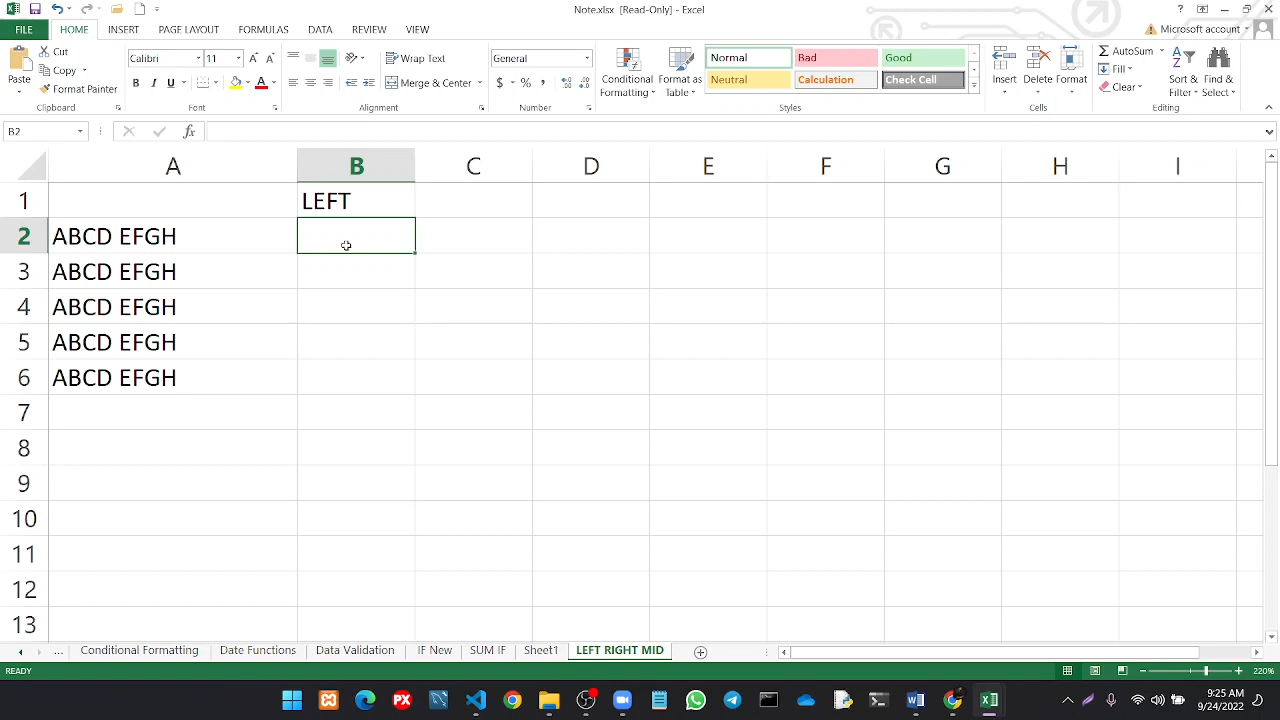 Note.xlsx [Read-Only] - Excel
? 
FILE HOME INSERT PAGE LAYOUT FORMULAS DATA REVIEW VIEW Microsoft account
Paste
Cut
Copy
Format Painter
Clipboard
Calibri 11
B I U
Font
Wrap Text
Merge & Center
Alignment
General
$ % ,
Number
Conditional Formatting
Format as Table
Normal Bad Good
Neutral Calculation Check Cell
Styles
Insert Delete Format
Cells
AutoSum
Fill
Clear
Sort & Filter
Find & Select
Editing
B2 fx
A B C D E F G H I
1 LEFT
2 ABCD EFGH
3 ABCD EFGH
4 ABCD EFGH
5 ABCD EFGH
6 ABCD EFGH
7
8
9
10
11
12
13
... Conditional Formatting Date Functions Data Validation IF New SUM IF Sheet1 LEFT RIGHT MID
READY 220%
9:25 AM
9/24/2022